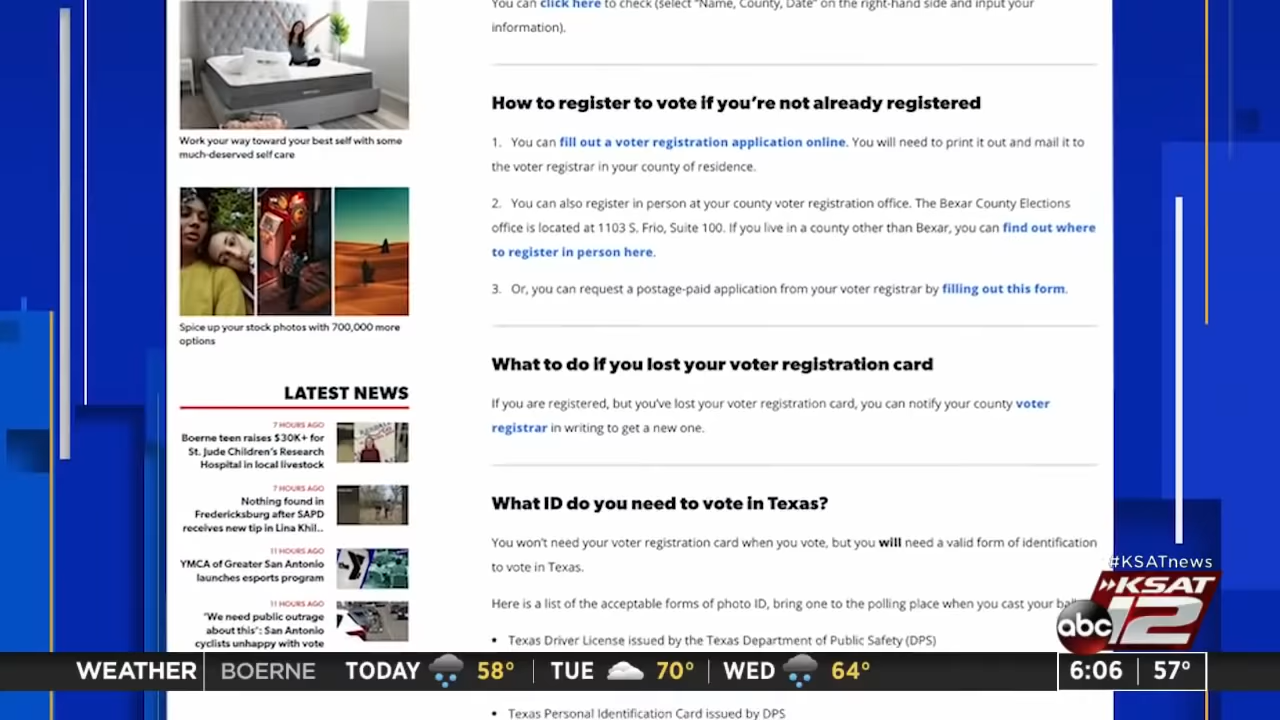 You can click here to check (select "Name, County, Date" on the right-hand side and input your
information).
How to register to vote if you're not already registered
1. You can fill out a voter registration application online. You will need to print it out and mail it to
the voter registrar in your county of residence.
2. You can also register in person at your county voter registration office. The Bexar County Elections
office is located at 1103 S. Frio, Suite 100. If you live in a county other than Bexar, you can find out where
to register in person here.
3. Or, you can request a postage-paid application from your voter registrar by filling out this form.
What to do if you lost your voter registration card
If you are registered, but you've lost your voter registration card, you can notify your county voter
registrar in writing to get a new one.
What ID do you need to vote in Texas?
You won't need your voter registration card when you vote, but you will need a valid form of identification
to vote in Texas.
Here is a list of the acceptable forms of photo ID, bring one to the polling place when you cast your
• Texas Driver License issued by the Texas Department of Public Safety (DPS)
• Texas Personal Identification Card issued by DPS
Work your way toward your best self with some
much-deserved self care
Spice up your stock photos with 700,000 more
options
LATEST NEWS
7 HOURS AGO
Boerne teen raises $30K+ for
St. Jude Children's Research
Hospital in local livestock
7 HOURS AGO
Nothing found in
Fredericksburg after SAPD
receives new tip in Lina Khil..
11 HOURS AGO
YMCA of Greater San Antonio
launches esports program
11 HOURS AGO
'We need public outrage
about this': San Antonio
cyclists unhappy with vote
#KSATnews
KSAT
abc 12
WEATHER BOERNE TODAY 58° TUE 70° WED 64° 6:06 57°